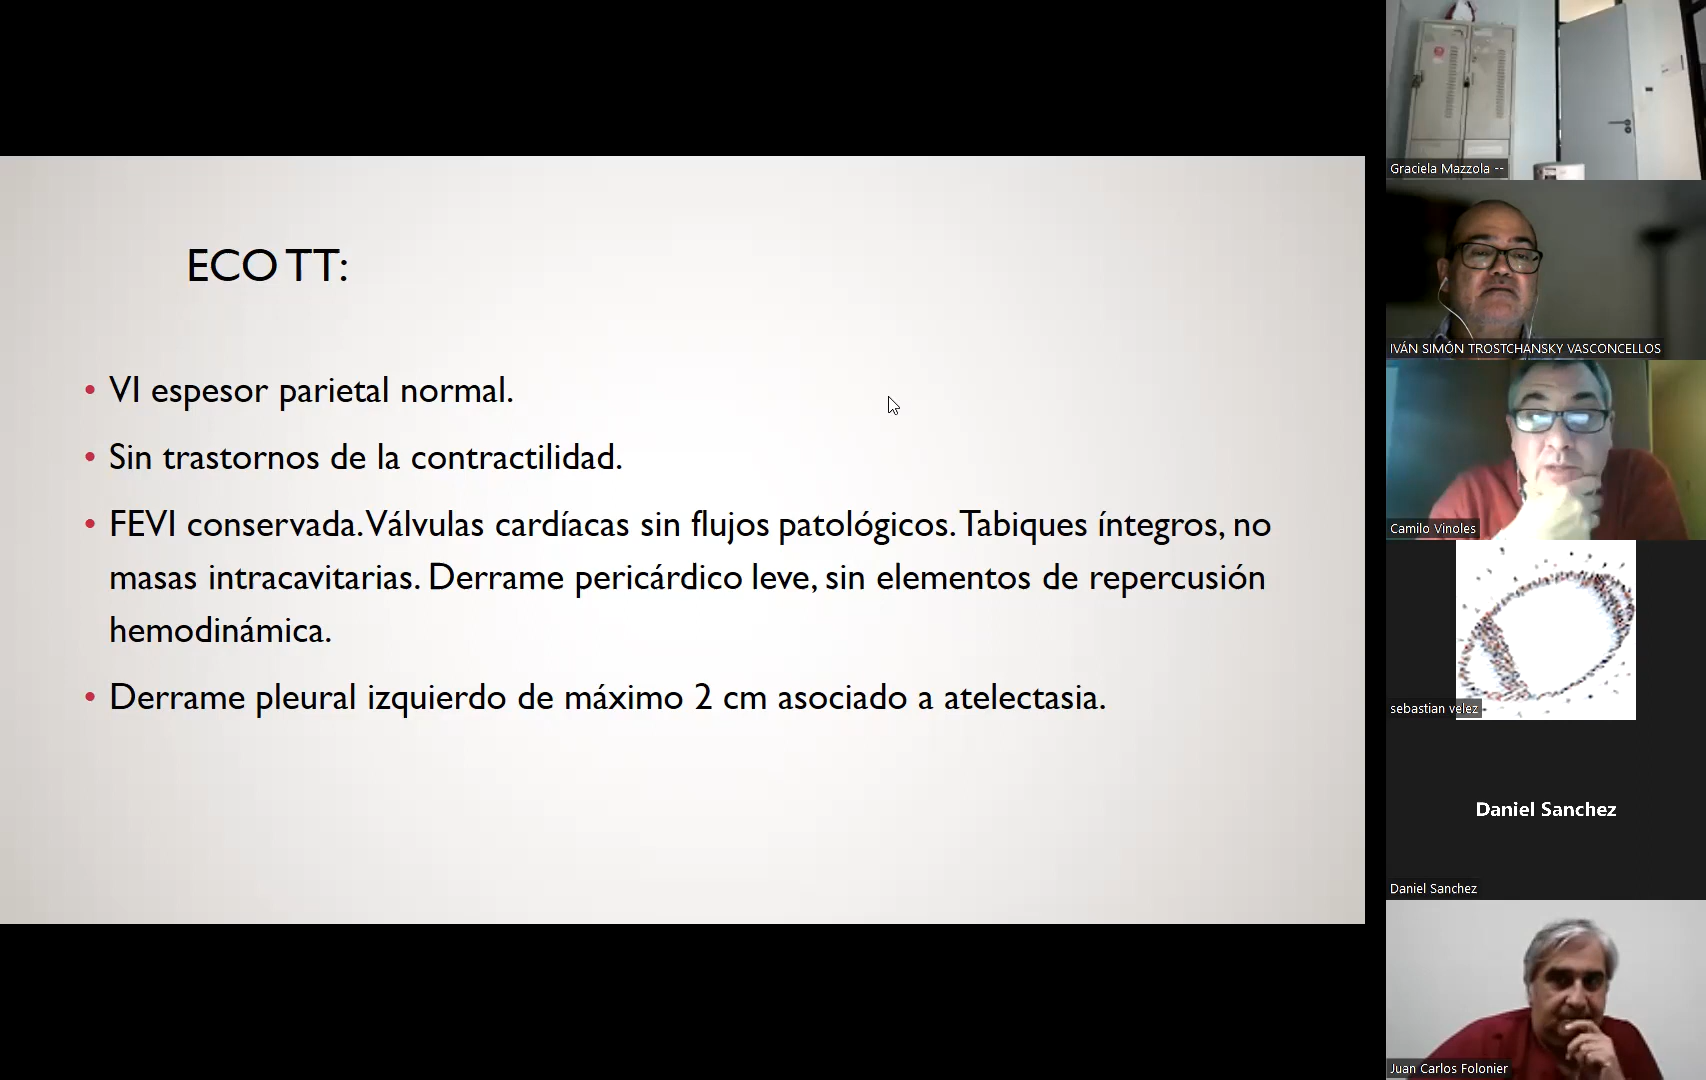 ECO TT:
• VI espesor parietal normal.
• Sin trastornos de la contractilidad.
• FEVI conservada. Válvulas cardíacas sin flujos patológicos. Tabiques íntegros, no
masas intracavitarias. Derrame pericárdico leve, sin elementos de repercusión
hemodinámica.
• Derrame pleural izquierdo de máximo 2 cm asociado a atelectasia.
Graciela Mazzola --
IVÁN SIMÓN TROSTCHANSKY VASCONCELLOS
Camilo Vinoles
sebastian velez
Daniel Sanchez
Daniel Sanchez
Juan Carlos Folonier